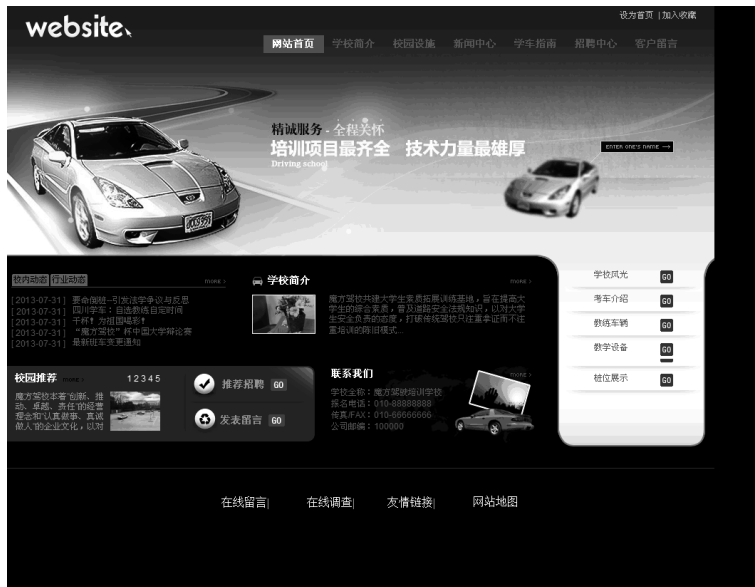 设为首页 | 加入收藏
website
网站首页 学校简介 校园设施 新闻中心 学车指南 招聘中心 客户留言
精诚服务 - 全程关怀
培训项目最齐全 技术力量最雄厚
Driving school
ENTER ONE'S NAME
校内动态 行业动态 MORE
[ 2013-07-31 ] 要命倒桩--引发法学争议与反思
[ 2013-07-31 ] 四川学车：自选教练自定时间
[ 2013-07-31 ] 干杯！为祖国喝彩！
[ 2013-07-31 ] “魔方驾校”杯中国大学辩论赛
[ 2013-07-31 ] 最新班车变更通知
学校简介 MORE
魔方驾校共建大学生素质拓展训练基地，旨在提高大
学生的综合素质，普及道路安全法规知识，以对大学
生安全负责的态度，打破传统驾校只注重拿证而不注
重培训的陈旧模式...
学校风光 GO
考车介绍 GO
教练车辆 GO
教学设备 GO
桩位展示 GO
校园推荐 MORE 1 2 3 4 5
魔方驾校本着'创新、推
动、卓越、责任'的经营
理念和'认真做事、真诚
做人'的企业文化，以对
推荐招聘 GO
发表留言 GO
联系我们 MORE
学校全称：魔方驾驶培训学校
报名电话：010-88888888
传真/FAX：010-66666666
公司邮编：100000
在线留言| 在线调查| 友情链接| 网站地图